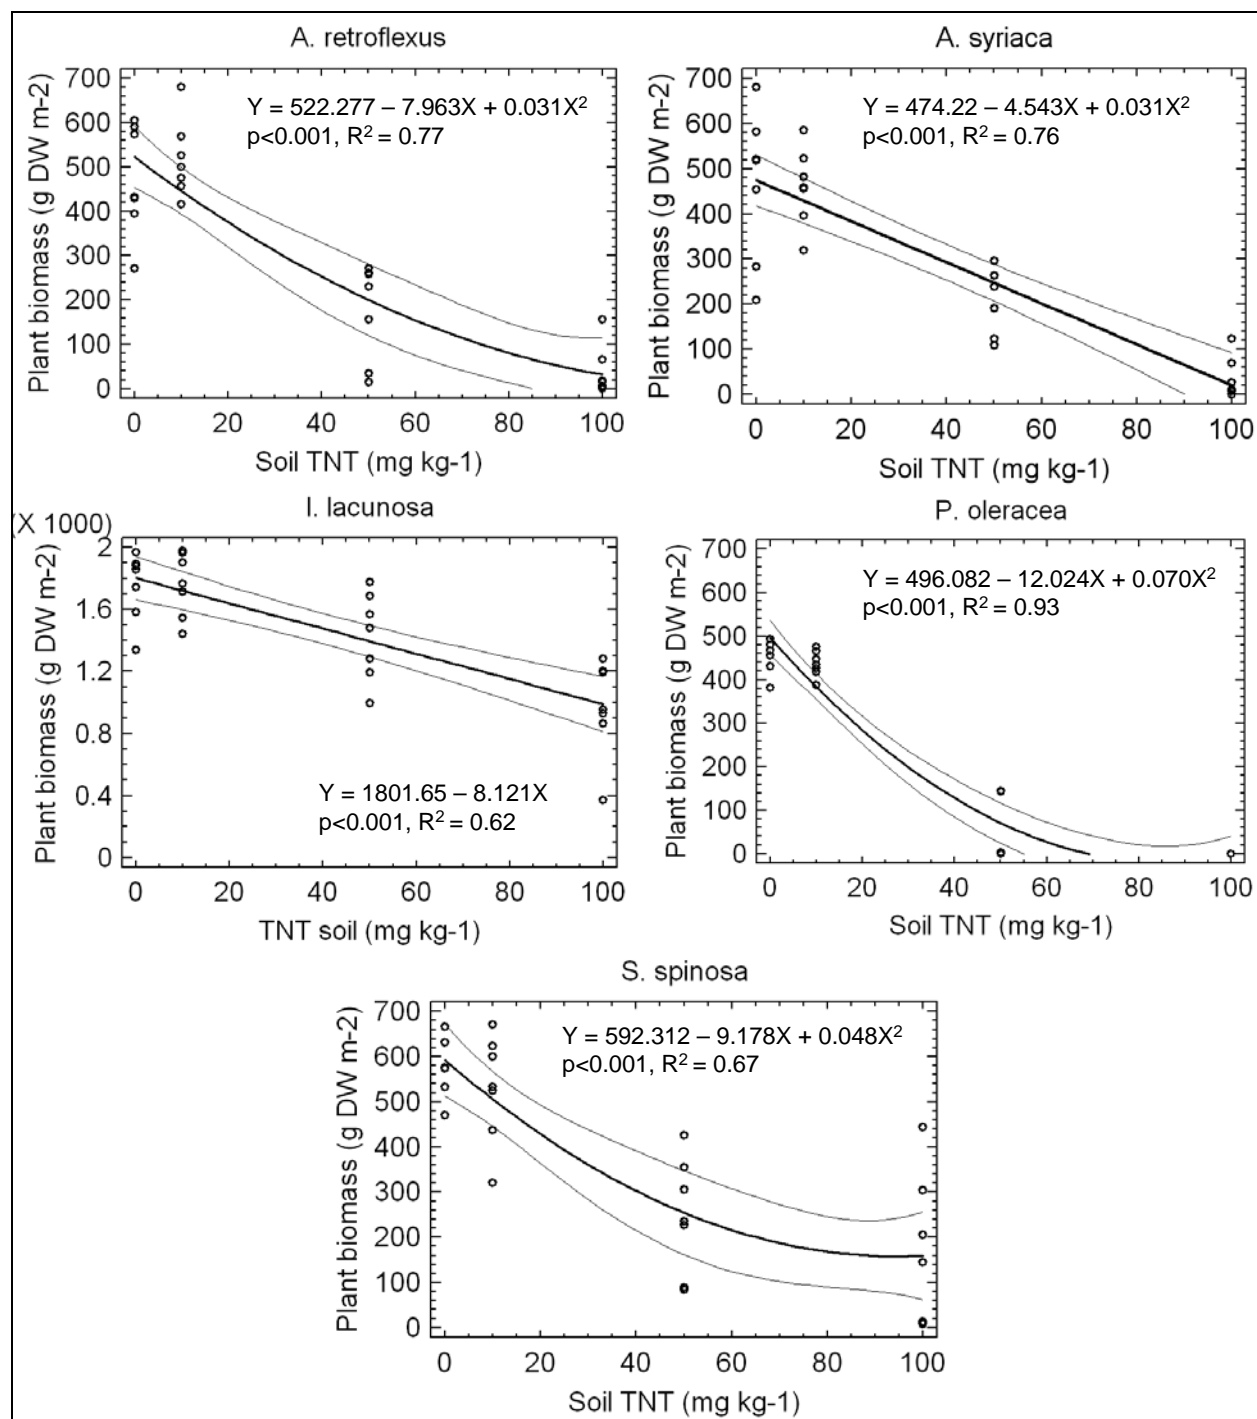 A. retroflexus
Y = 522.277 – 7.963X + 0.031X²
p<0.001, R² = 0.77
Plant biomass (g DW m-2)
700
600
500
400
300
200
100
0
0 20 40 60 80 100
Soil TNT (mg kg-1)
A. syriaca
Y = 474.22 – 4.543X + 0.031X²
p<0.001, R² = 0.76
Plant biomass (g DW m-2)
700
600
500
400
300
200
100
0
0 20 40 60 80 100
Soil TNT (mg kg-1)
I. lacunosa
(X 1000)
Plant biomass (g DW m-2)
2
1.6
1.2
0.8
0.4
0
Y = 1801.65 – 8.121X
p<0.001, R² = 0.62
0 20 40 60 80 100
TNT soil (mg kg-1)
P. oleracea
Y = 496.082 – 12.024X + 0.070X²
p<0.001, R² = 0.93
Plant biomass (g DW m-2)
700
600
500
400
300
200
100
0
0 20 40 60 80 100
Soil TNT (mg kg-1)
S. spinosa
Y = 592.312 – 9.178X + 0.048X²
p<0.001, R² = 0.67
Plant biomass (g DW m-2)
700
600
500
400
300
200
100
0
0 20 40 60 80 100
Soil TNT (mg kg-1)